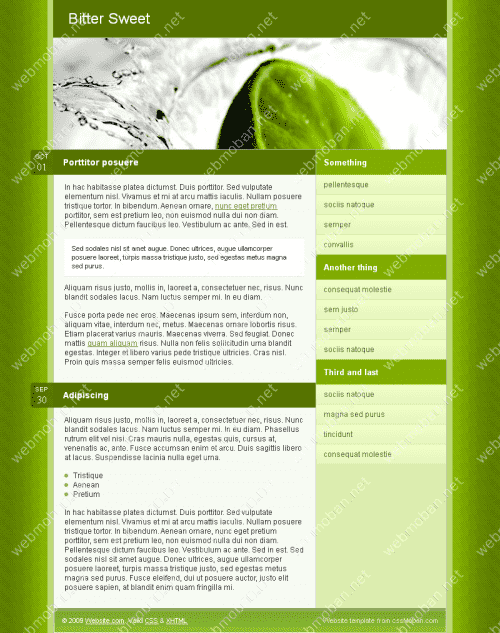 Bitter Sweet
OCT
01
Porttitor posuere
In hac habitasse platea dictumst. Duis porttitor. Sed vulputate
elementum nisl. Vivamus et mi at arcu mattis iaculis. Nullam posuere
tristique tortor. In bibendum. Aenean ornare, nunc eget pretium
porttitor, sem est pretium leo, non euismod nulla dui non diam.
Pellentesque dictum faucibus leo. Vestibulum ac ante. Sed in est.
Sed sodales nisl sit amet augue. Donec ultrices, augue ullamcorper
posuere laoreet, turpis massa tristique justo, sed egestas metus magna
sed purus.
Aliquam risus justo, mollis in, laoreet a, consectetuer nec, risus. Nunc
blandit sodales lacus. Nam luctus semper mi. In eu diam.
Fusce porta pede nec eros. Maecenas ipsum sem, interdum non,
aliquam vitae, interdum nec, metus. Maecenas ornare lobortis risus.
Etiam placerat varius mauris. Maecenas viverra. Sed feugiat. Donec
mattis quam aliquam risus. Nulla non felis sollicitudin urna blandit
egestas. Integer et libero varius pede tristique ultricies. Cras nisl.
Proin quis massa semper felis euismod ultricies.
SEP
30
Adipiscing
Aliquam risus justo, mollis in, laoreet a, consectetuer nec, risus. Nunc
blandit sodales lacus. Nam luctus semper mi. In eu diam. Phasellus
rutrum elit vel nisi. Cras mauris nulla, egestas quis, cursus at,
venenatis ac, ante. Fusce accumsan enim et arcu. Duis sagittis libero
at lacus. Suspendisse lacinia nulla eget urna.
Tristique
Aenean
Pretium
In hac habitasse platea dictumst. Duis porttitor. Sed vulputate
elementum nisl. Vivamus et mi at arcu mattis iaculis. Nullam posuere
tristique tortor. In bibendum. Aenean ornare, nunc eget pretium
porttitor, sem est pretium leo, non euismod nulla dui non diam.
Pellentesque dictum faucibus leo. Vestibulum ac ante. Sed in est. Sed
sodales nisl sit amet augue. Donec ultrices, augue ullamcorper
posuere laoreet, turpis massa tristique justo, sed egestas metus
magna sed purus. Fusce eleifend, dui ut posuere auctor, justo elit
posuere sapien, at blandit enim quam fringilla mi.
Something
pellentesque
sociis natoque
semper
convallis
Another thing
consequat molestie
sem justo
semper
sociis natoque
Third and last
sociis natoque
magna sed purus
tincidunt
consequat molestie
© 2009 Website.com. Valid CSS & XHTML
Website template from cssMoban.com
webmoban.net